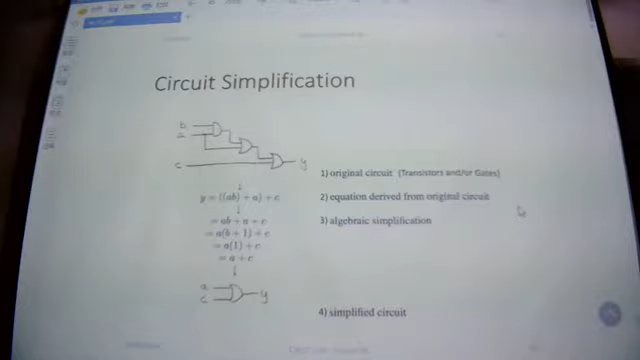 Circuit Simplification
b
a
c
y
1) original circuit (Transistors and/or Gates)
↓
y = ((ab) + a) + c
2) equation derived from original circuit
↓
= ab + a + c
3) algebraic simplification
= a(b + 1) + c
= a(1) + c
= a + c
↓
a
c
y
4) simplified circuit